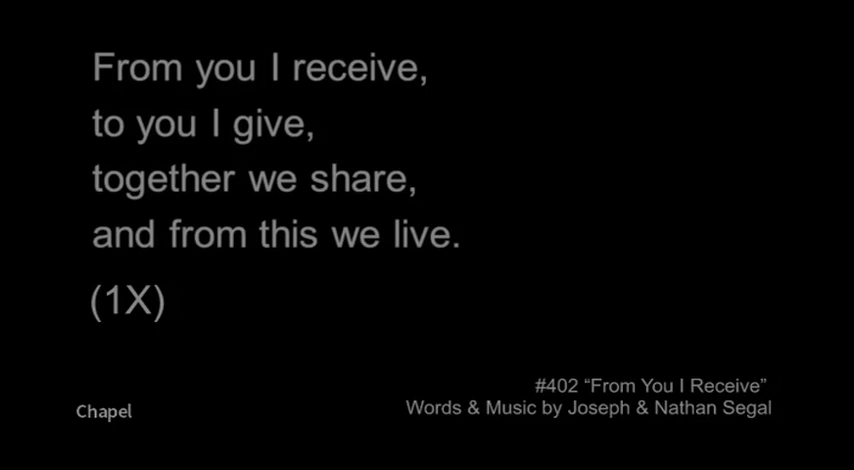 From you I receive,
to you I give,
together we share,
and from this we live.
(1X)
#402 “From You I Receive”
Words & Music by Joseph & Nathan Segal
Chapel